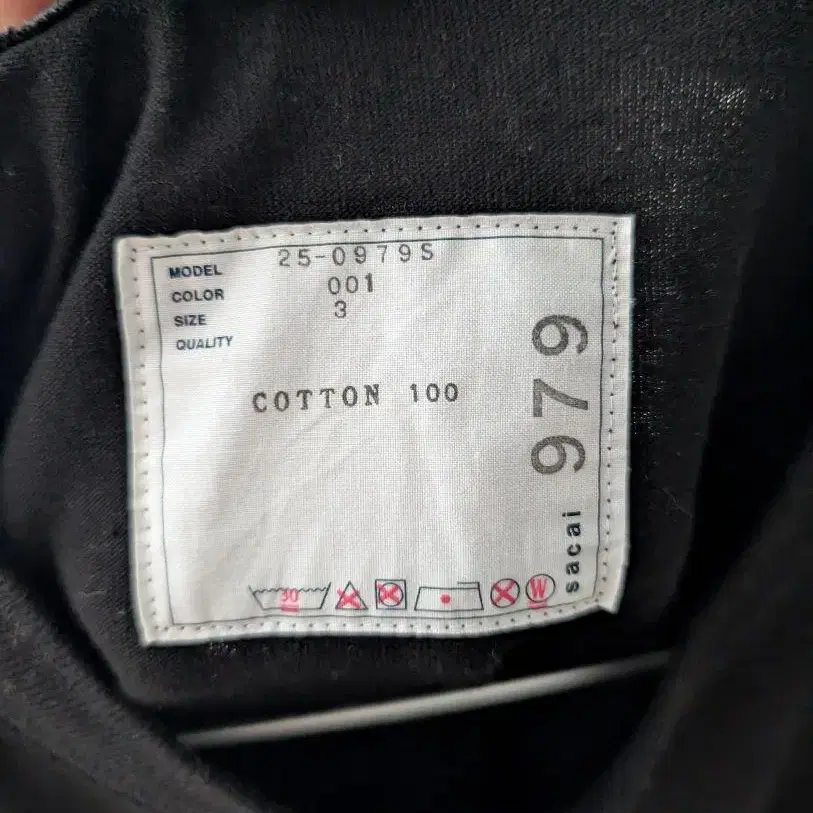 MODEL 25-0979S
COLOR 001
SIZE 3
QUALITY
COTTON 100
979
sacai
30
W